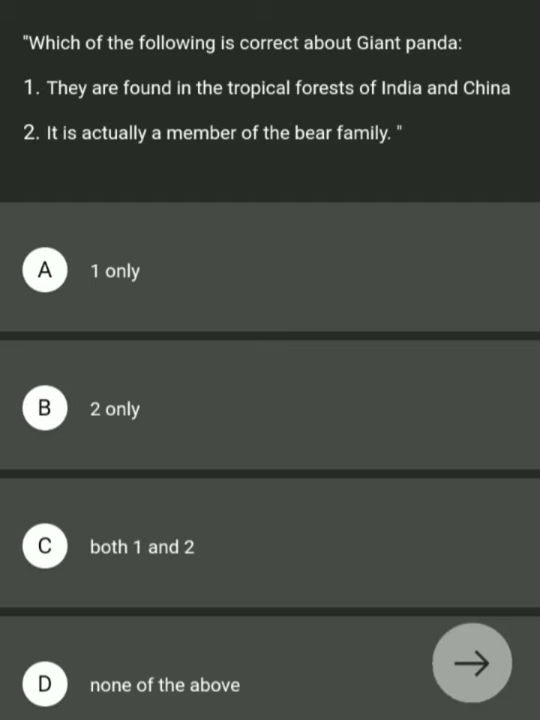 "Which of the following is correct about Giant panda:
1. They are found in the tropical forests of India and China
2. It is actually a member of the bear family. "
A 1 only
B 2 only
C both 1 and 2
D none of the above